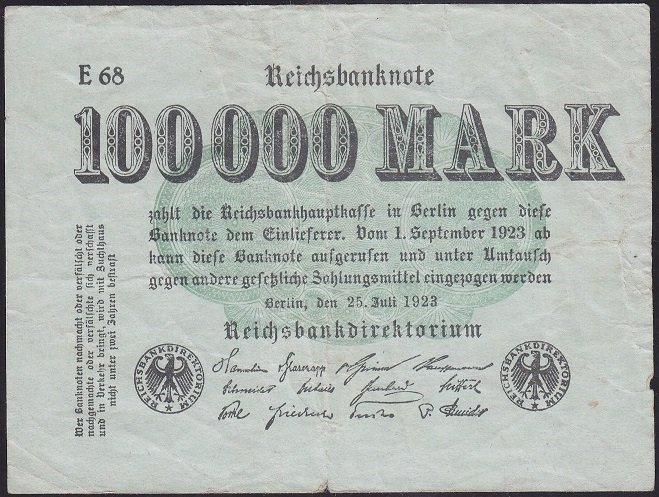 E 68
Reichsbanknote
100000 MARK
zahlt die Reichsbankhauptkasse in Berlin gegen diese
Banknote dem Einlieferer. Vom 1. September 1923 ab
kann diese Banknote aufgerufen und unter Umtausch
gegen andere gesetzliche Zahlungsmittel eingezogen werden
Berlin, den 25. Juli 1923
Reichsbankdirektorium
Wer Banknoten nachmacht oder verfälscht oder
nachgemachte oder verfälschte sich verschafft
und in Verkehr bringt, wird mit Zuchthaus
nicht unter zwei Jahren bestraft
REICHSBANKDIREKTORIUM
REICHSBANKDIREKTORIUM